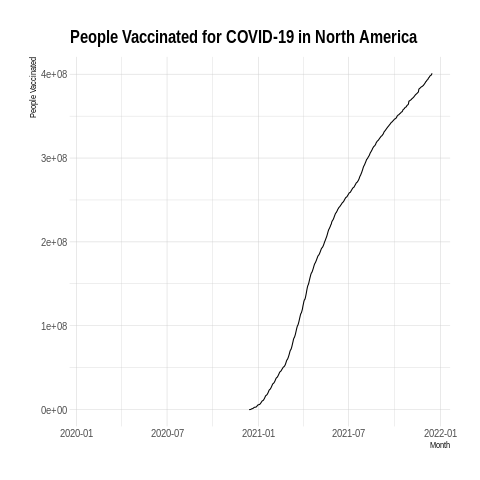 People Vaccinated for COVID-19 in North America
People Vaccinated
4e+08
3e+08
2e+08
1e+08
0e+00
2020-01 2020-07 2021-01 2021-07 2022-01
Month